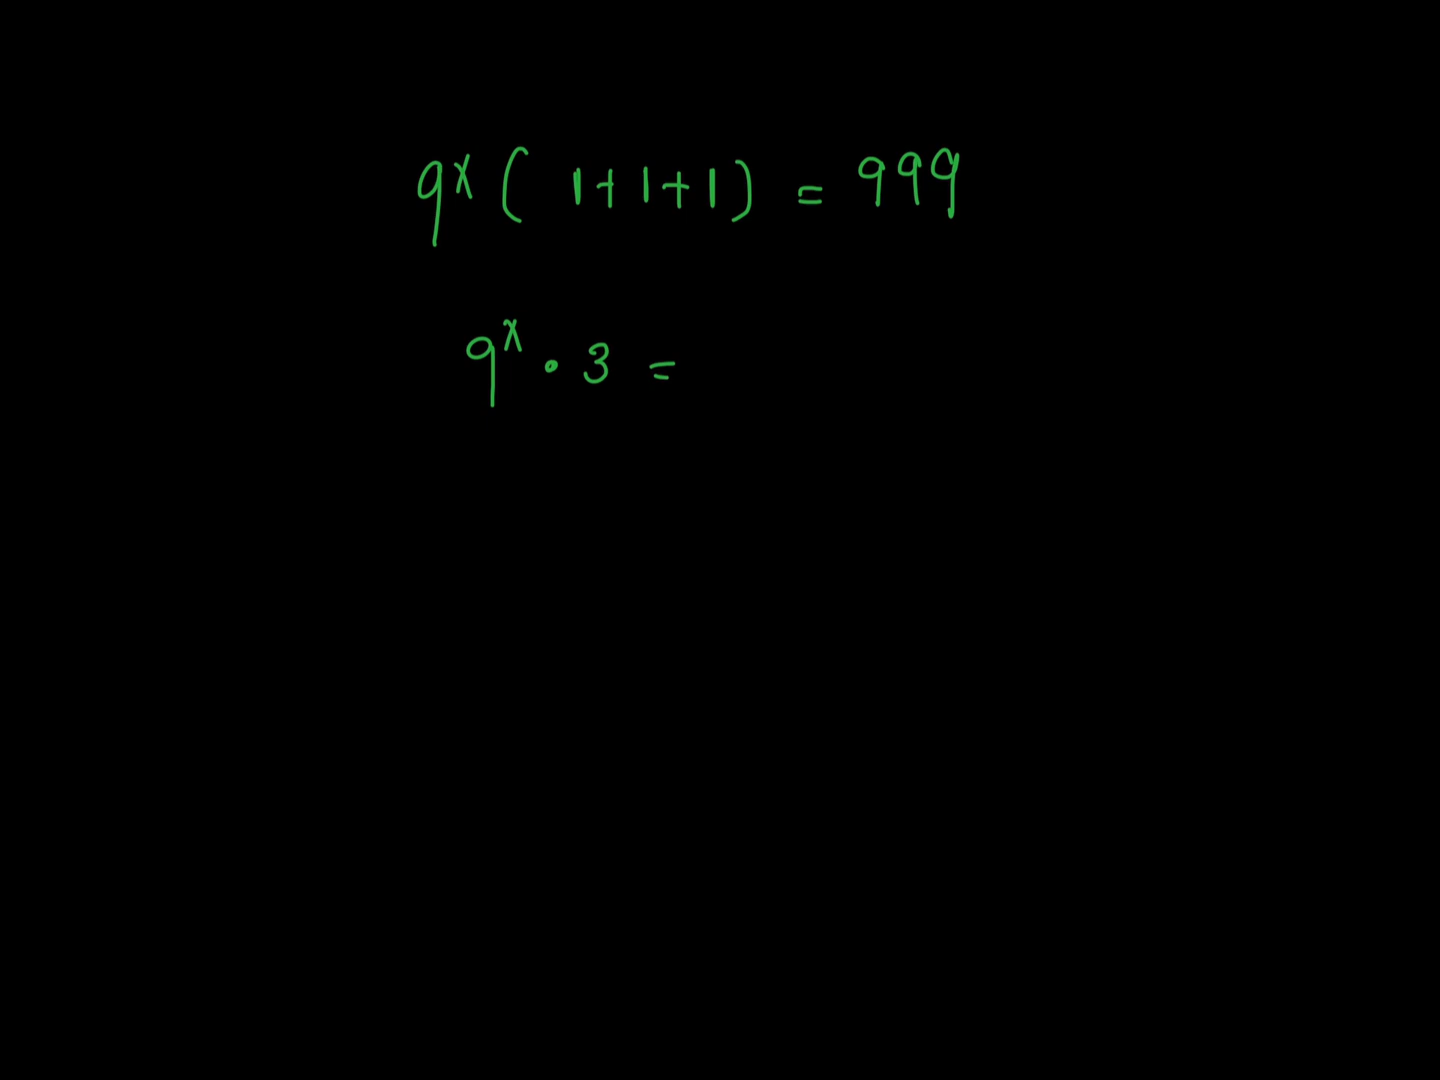 9^x ( 1+1+1) = 999
9^x • 3 =